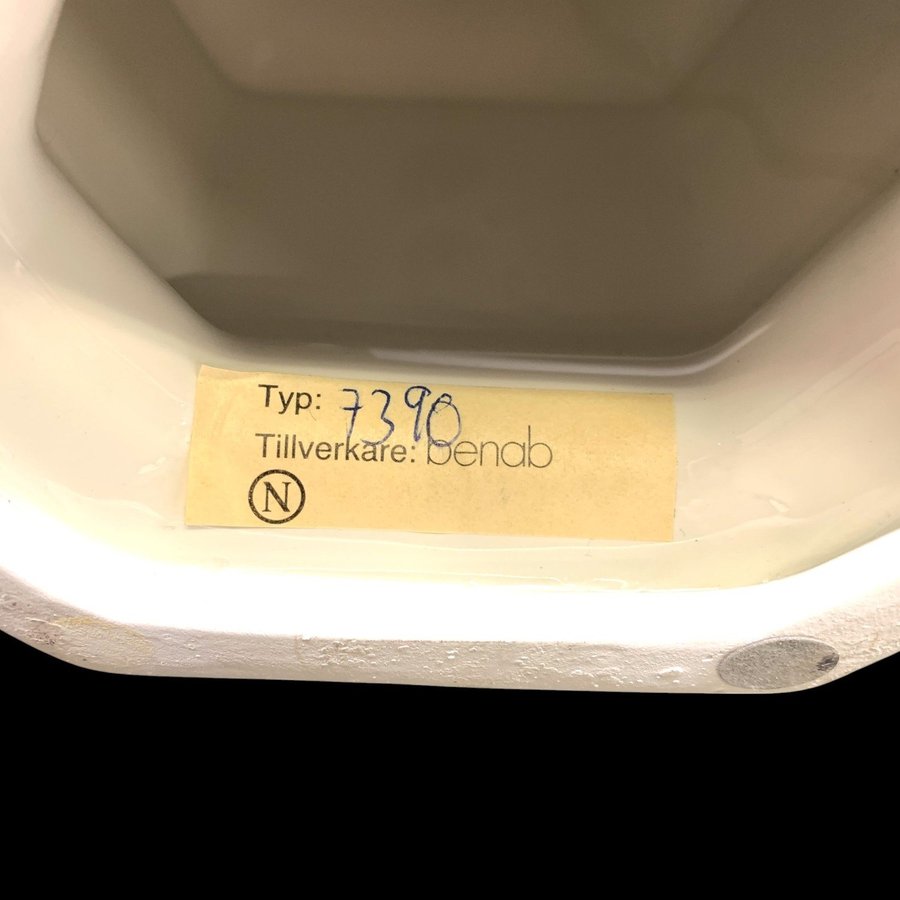 Typ: 7390
Tillverkare: benab
N